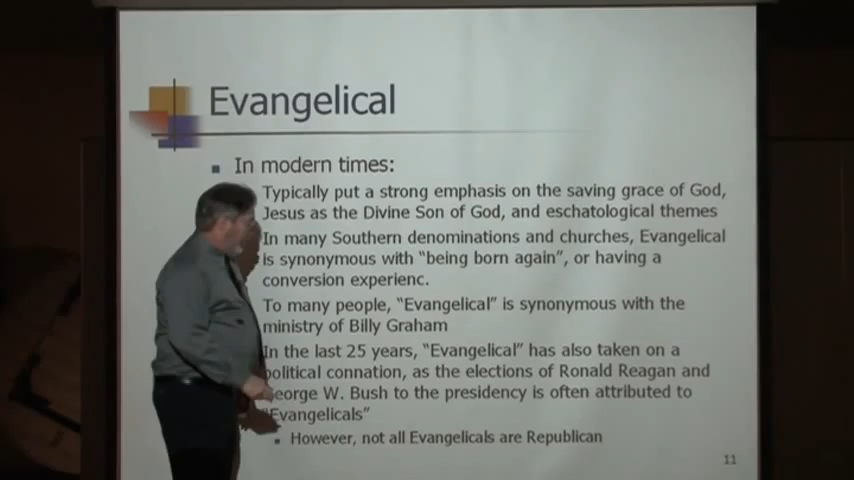 Evangelical
In modern times:
Typically put a strong emphasis on the saving grace of God,
Jesus as the Divine Son of God, and eschatological themes
In many Southern denominations and churches, Evangelical
is synonymous with “being born again”, or having a
conversion experienc.
To many people, “Evangelical” is synonymous with the
ministry of Billy Graham
In the last 25 years, “Evangelical” has also taken on a
political connation, as the elections of Ronald Reagan and
George W. Bush to the presidency is often attributed to
“Evangelicals”
However, not all Evangelicals are Republican
11